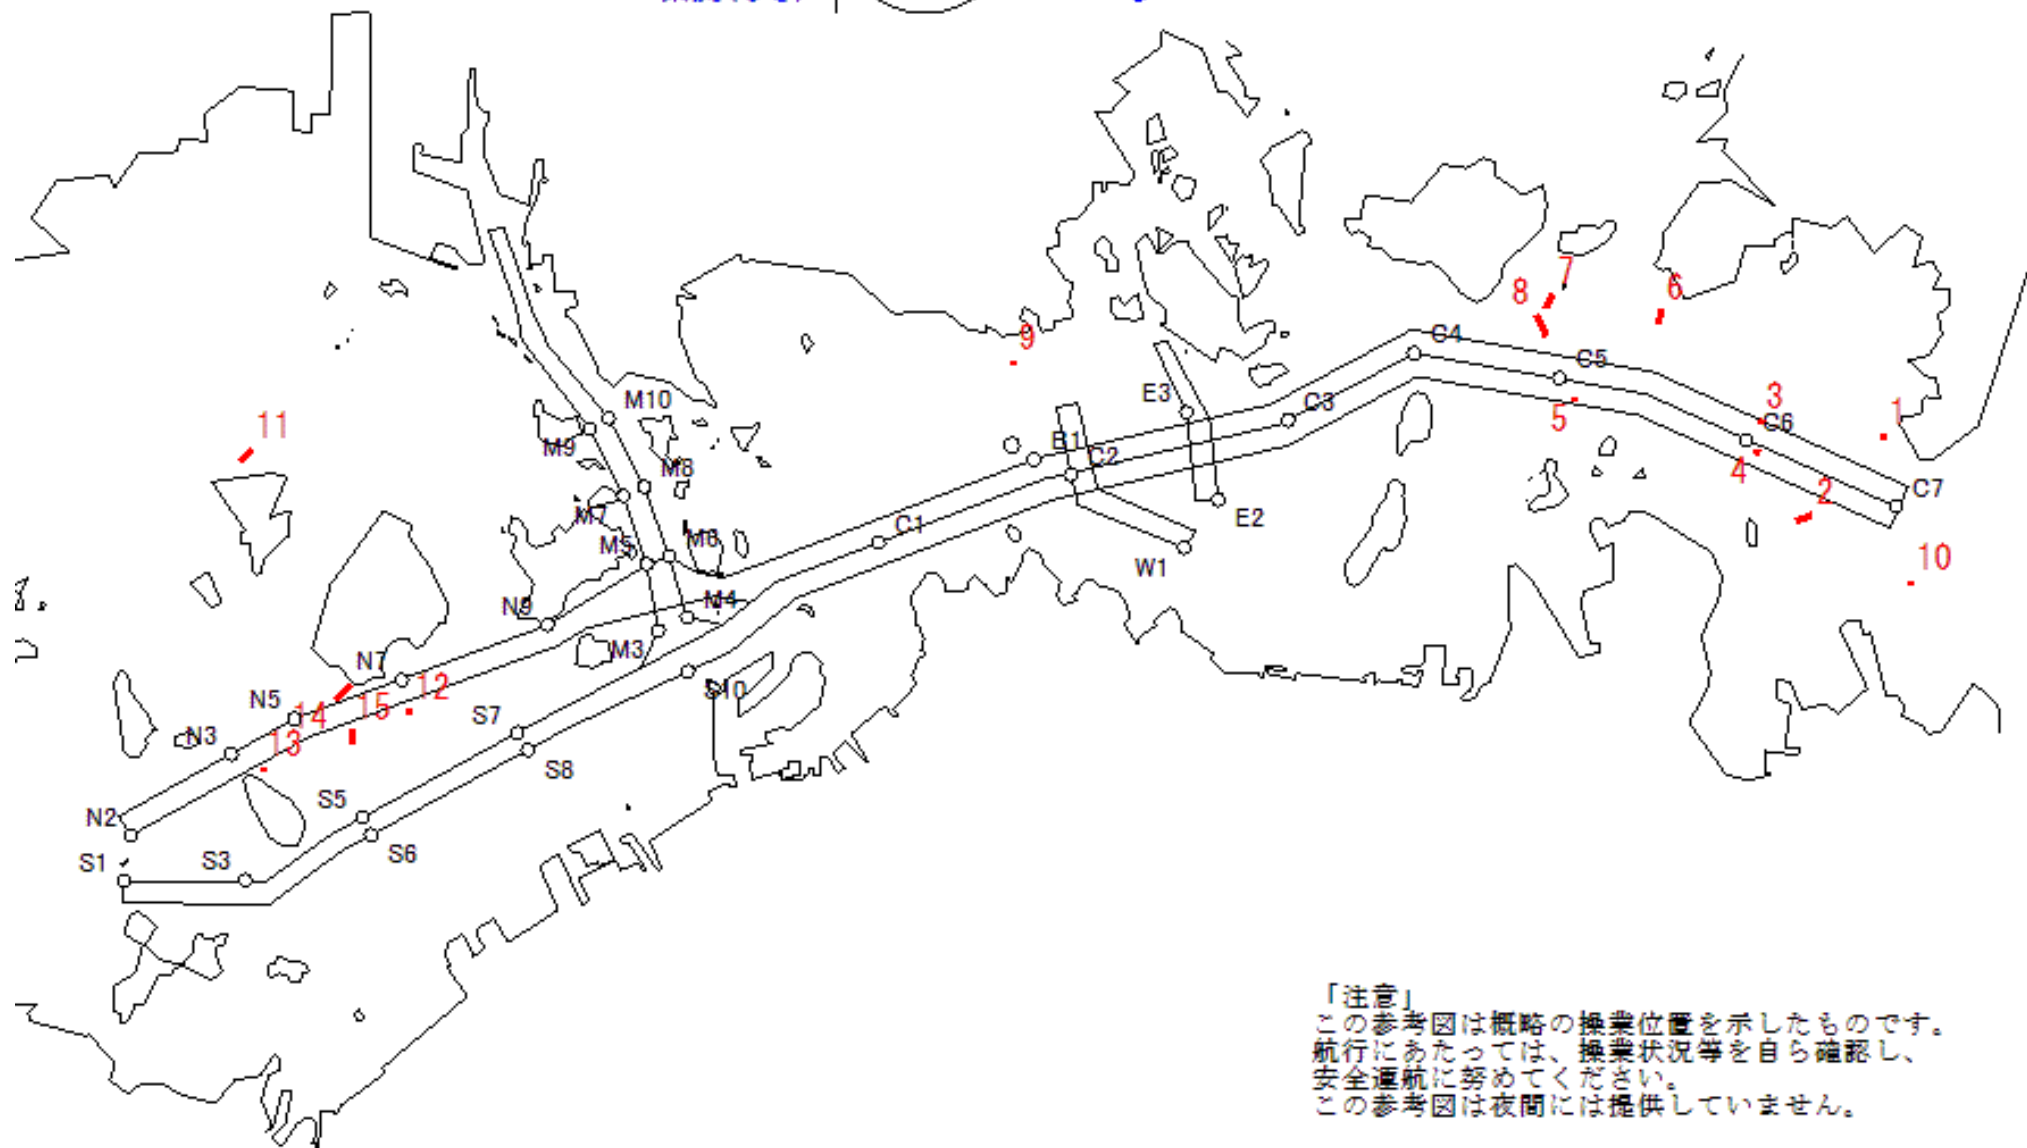 7
8
6
9
C4
C5
E3
3
C3
1
M10
C6
11
M9
B1
C2
4
M8
2
C7
M7
E2
C1
M5
M6
W1
10
N9
M4
M3
N7
12
S10
N5
14
15
S7
N3
13
S8
S5
N2
S6
S1
S3
「注意」
この参考図は概略の操業位置を示したものです。
航行にあたっては、操業状況等を自ら確認し、
安全運航に努めてください。
この参考図は夜間には提供していません。